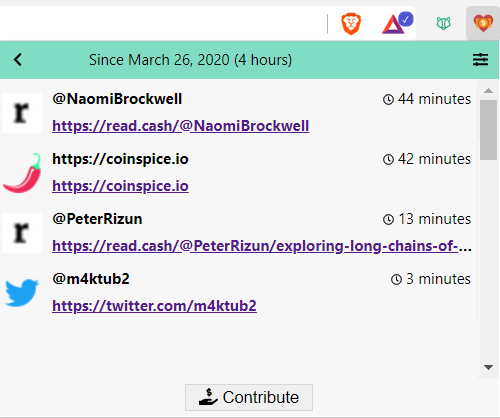 Since March 26, 2020 (4 hours)
r
@NaomiBrockwell 44 minutes
https://read.cash/@NaomiBrockwell
https://coinspice.io 42 minutes
https://coinspice.io
r
@PeterRizun 13 minutes
https://read.cash/@PeterRizun/exploring-long-chains-of-...
@m4ktub2 3 minutes
https://twitter.com/m4ktub2
Contribute